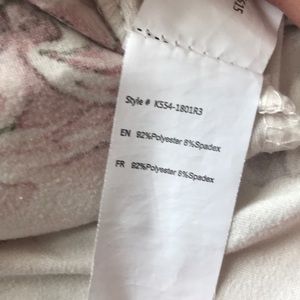 Style # K554-1801R3
EN 92%Polyester 8%Spadex
FR 92%Polyester 8%Spadex